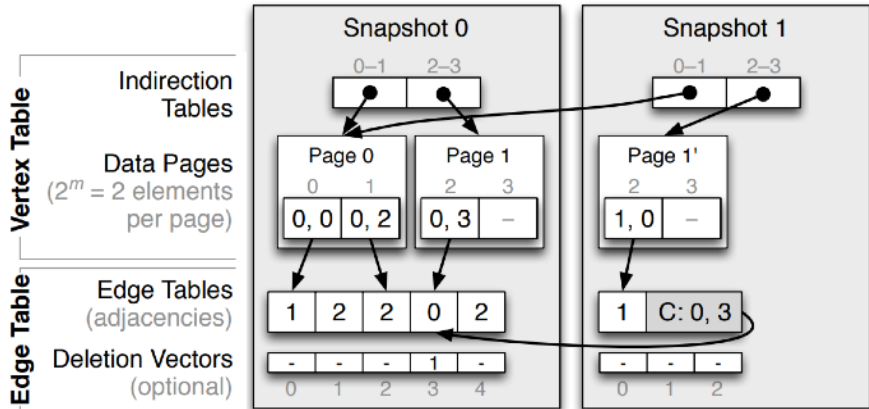 Snapshot 0
Snapshot 1
Vertex Table
Indirection
Tables
0–1 2–3
0–1 2–3
Data Pages
(2^m = 2 elements
per page)
Page 0
0 1
0, 0 0, 2
Page 1
2 3
0, 3 –
Page 1'
2 3
1, 0 –
Edge Table
Edge Tables
(adjacencies)
1 2 2 0 2
1 C: 0, 3
Deletion Vectors
(optional)
- - - 1 -
0 1 2 3 4
- - -
0 1 2